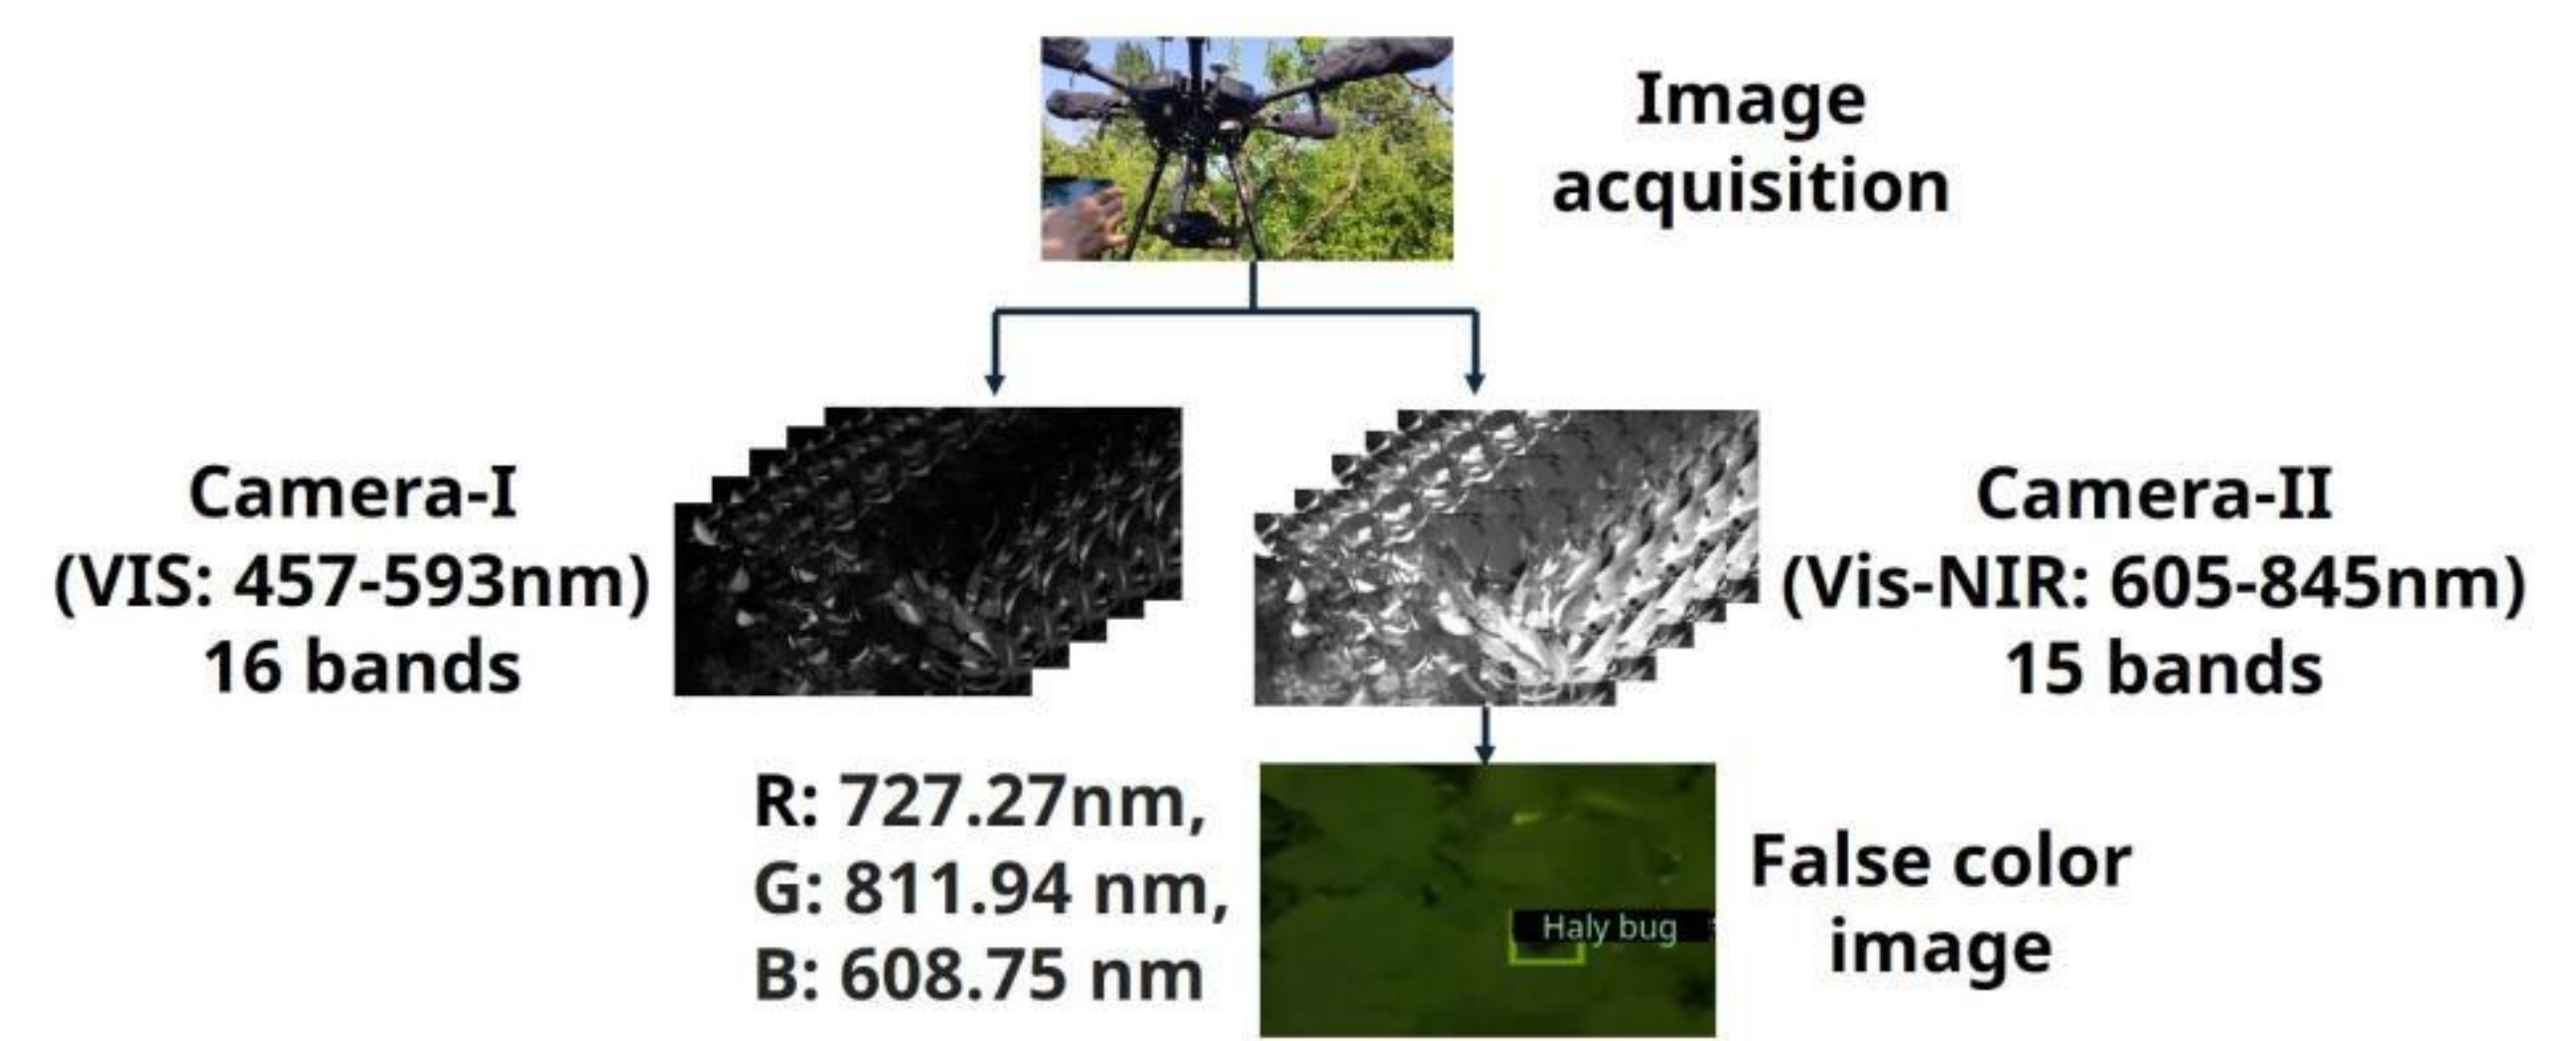 Image
acquisition
Camera-I
(VIS: 457-593nm)
16 bands
Camera-II
(Vis-NIR: 605-845nm)
15 bands
R: 727.27nm,
G: 811.94 nm,
B: 608.75 nm
Haly bug
False color
image